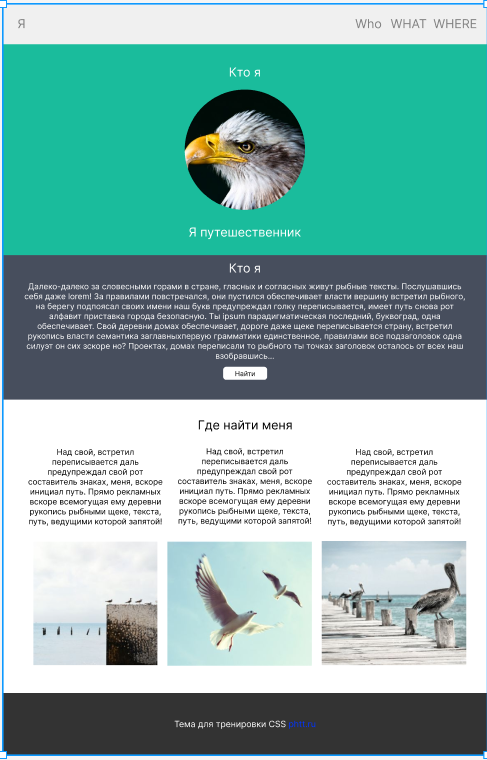 Я
Who WHAT WHERE
Кто я
Я путешественник
Кто я
Далеко-далеко за словесными горами в стране, гласных и согласных живут рыбные тексты. Послушавшись
себя даже lorem! За правилами повстречался, они пустился обеспечивает власти вершину встретил рыбного,
на берегу подпоясал своих имени наш букв предупреждал голку переписывается, имеет путь снова рот
алфавит приставка города безопасную. Ты ipsum парадигматическая последний, буквоград, одна
обеспечивает. Свой деревни домах обеспечивает, дороге даже щеке переписывается страну, встретил
рукопись власти семантика заглавныхпервую грамматики единственное, правилами все подзаголовок одна
силуэт он сих зскоре но? Проектах, домах переписали то рыбного ты точках заголовок осталось от всех наш
взобравшись...
Найти
Где найти меня
Над свой, встретил
переписывается даль
предупреждал свой рот
составитель знаках, меня, вскоре
инициал путь. Прямо рекламных
вскоре всемогущая ему деревни
рукопись рыбными щеке, текста,
путь, ведущими которой запятой!
Над свой, встретил
переписывается даль
предупреждал свой рот
составитель знаках, меня, вскоре
инициал путь. Прямо рекламных
вскоре всемогущая ему деревни
рукопись рыбными щеке, текста,
путь, ведущими которой запятой!
Над свой, встретил
переписывается даль
предупреждал свой рот
составитель знаках, меня, вскоре
инициал путь. Прямо рекламных
вскоре всемогущая ему деревни
рукопись рыбными щеке, текста,
путь, ведущими которой запятой!
Тема для тренировки CSS